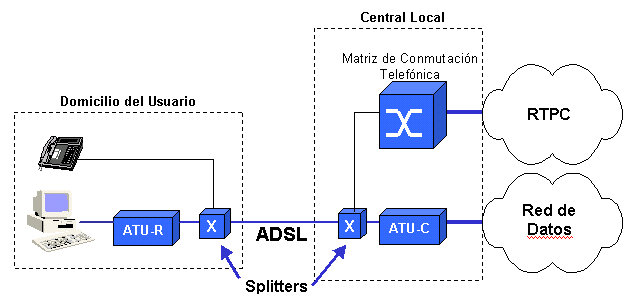 Central Local
Matriz de Conmutación
Telefónica
Domicilio del Usuario
RTPC
ATU-R
X
ADSL
X
ATU-C
Red de
Datos
Splitters